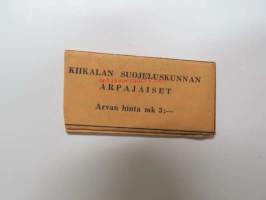 KIIKALAN SUOJELUSKUNNAN
ARPAJAISET
Arvan hinta mk 3:—